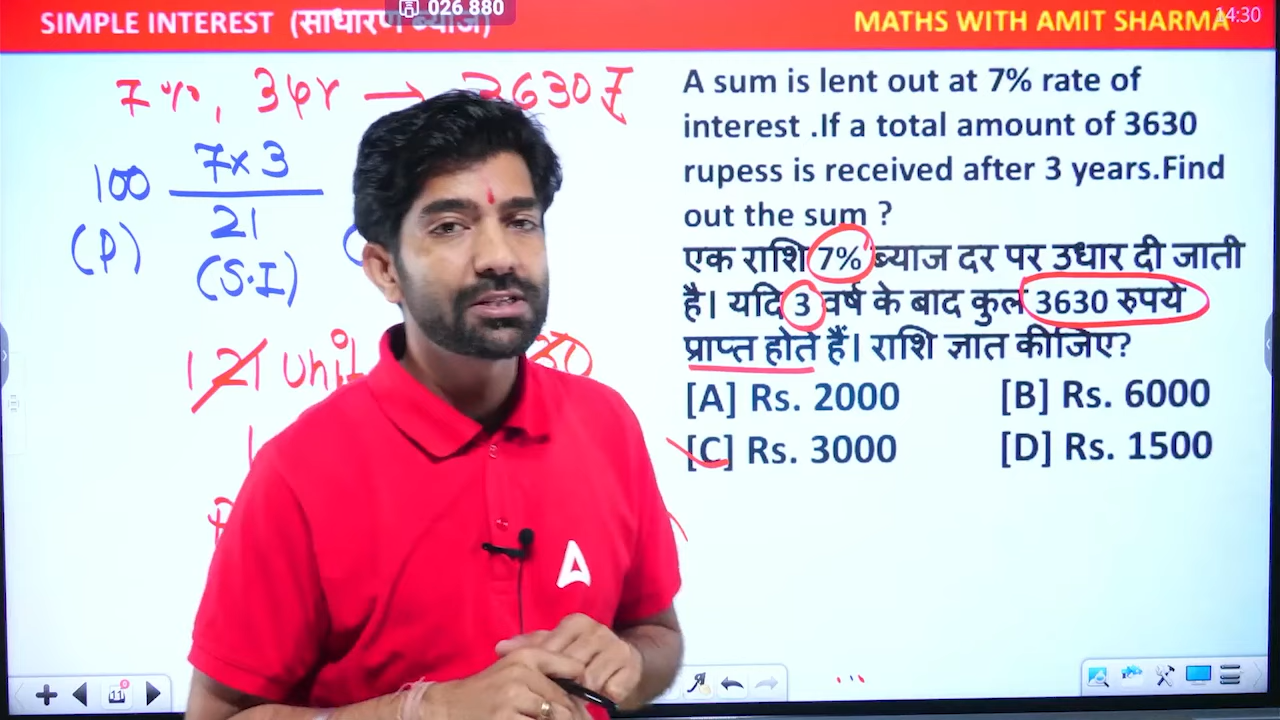 026 880
14:30
SIMPLE INTEREST (साधारण ब्याज)
MATHS WITH AMIT SHARMA
7%, 3yr → 3630 ₹
100 7x3
21
(P) (S.I)
121 unit
A sum is lent out at 7% rate of
interest .If a total amount of 3630
rupess is received after 3 years.Find
out the sum ?
एक राशि 7% ब्याज दर पर उधार दी जाती
है। यदि 3 वर्ष के बाद कुल 3630 रुपये
प्राप्त होते हैं। राशि ज्ञात कीजिए?
[A] Rs. 2000 [B] Rs. 6000
[C] Rs. 3000 [D] Rs. 1500
11